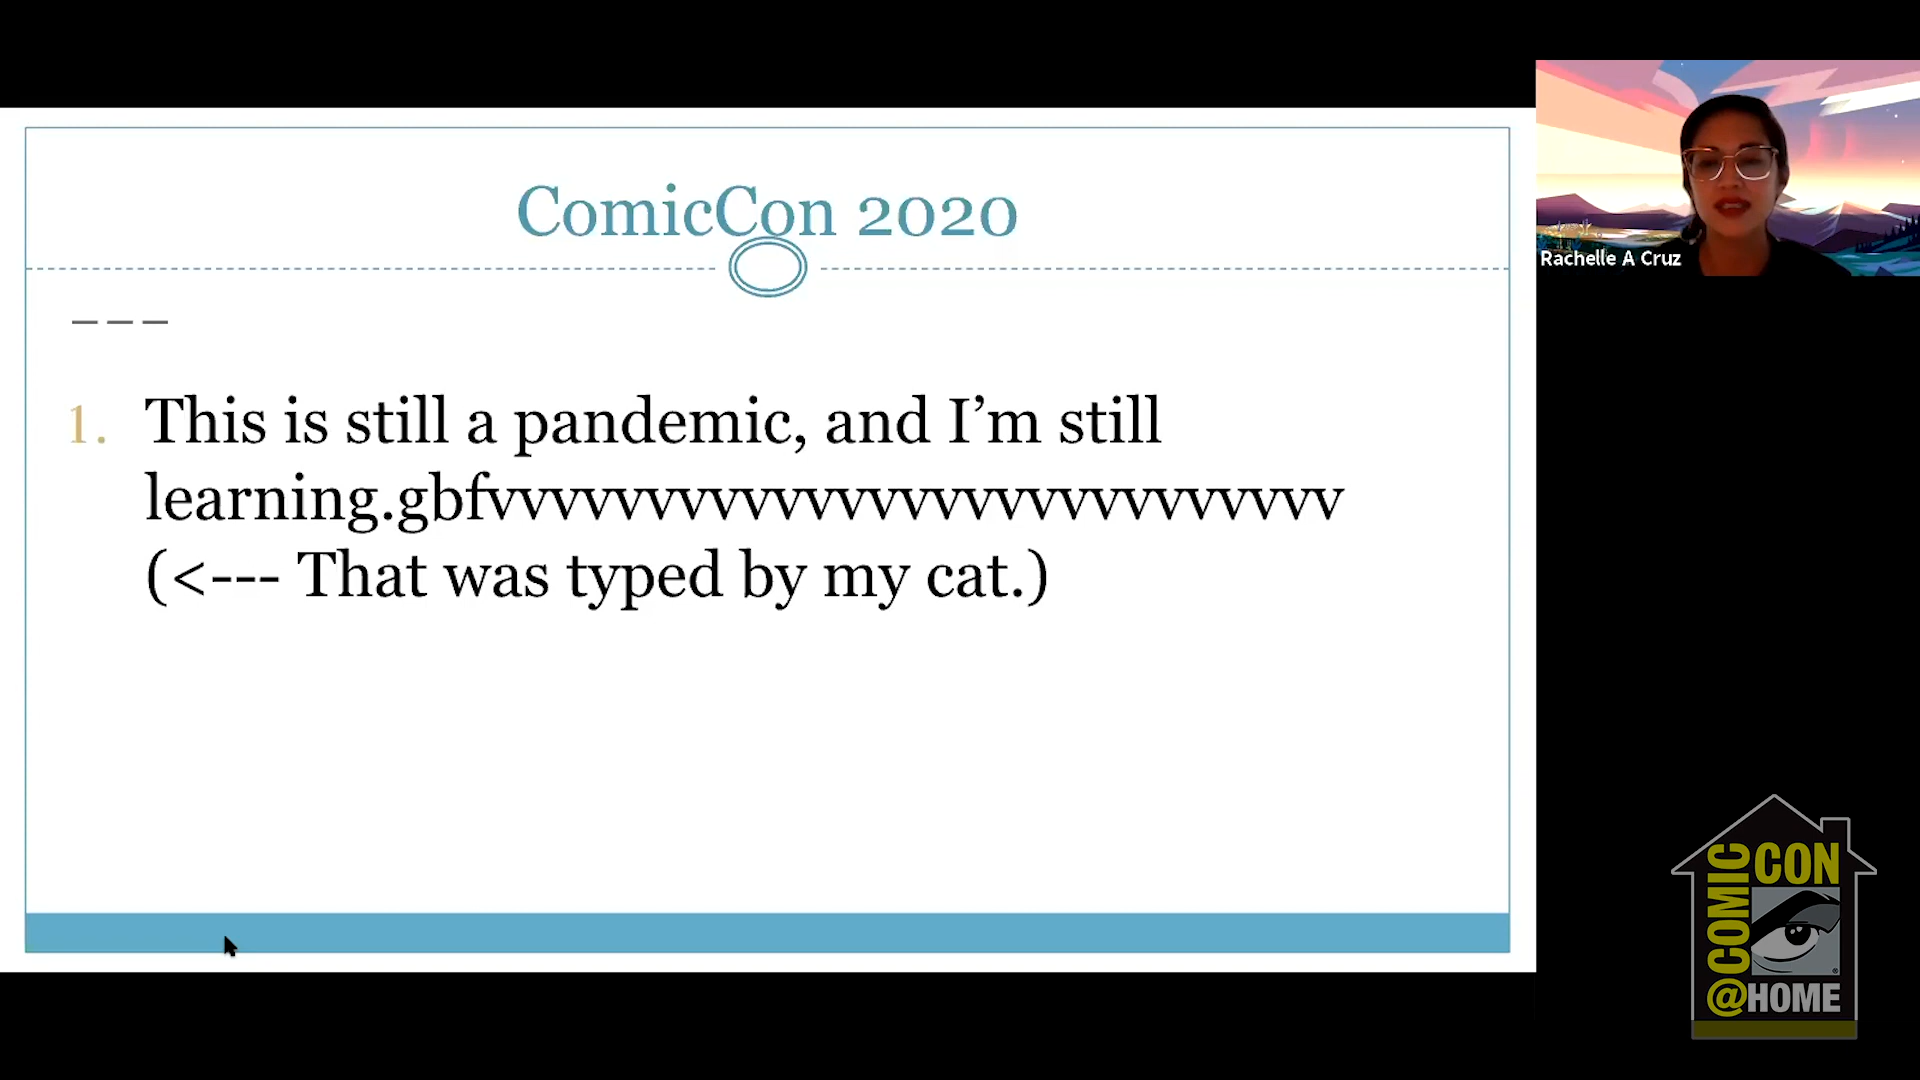 ComicCon 2020
___
1. This is still a pandemic, and I’m still
learning.gbfvvvvvvvvvvvvvvvvvvvvvvvvvvv
(<--- That was typed by my cat.)
Rachelle A Cruz
COMIC
CON
@HOME